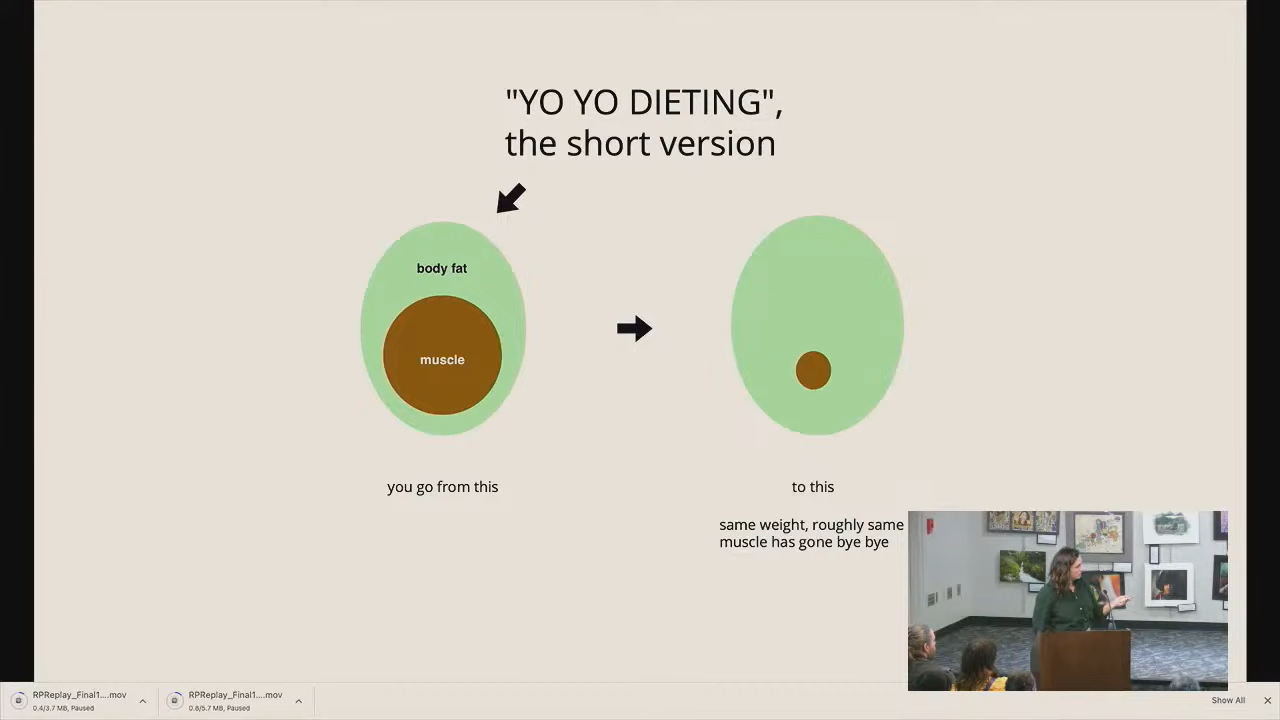 "YO YO DIETING",
the short version
body fat
muscle
you go from this
to this
same weight, roughly same
muscle has gone bye bye
RPReplay_Final1....mov
0.4/3.7 MB, Paused
RPReplay_Final1....mov
0.8/5.7 MB, Paused
Show All